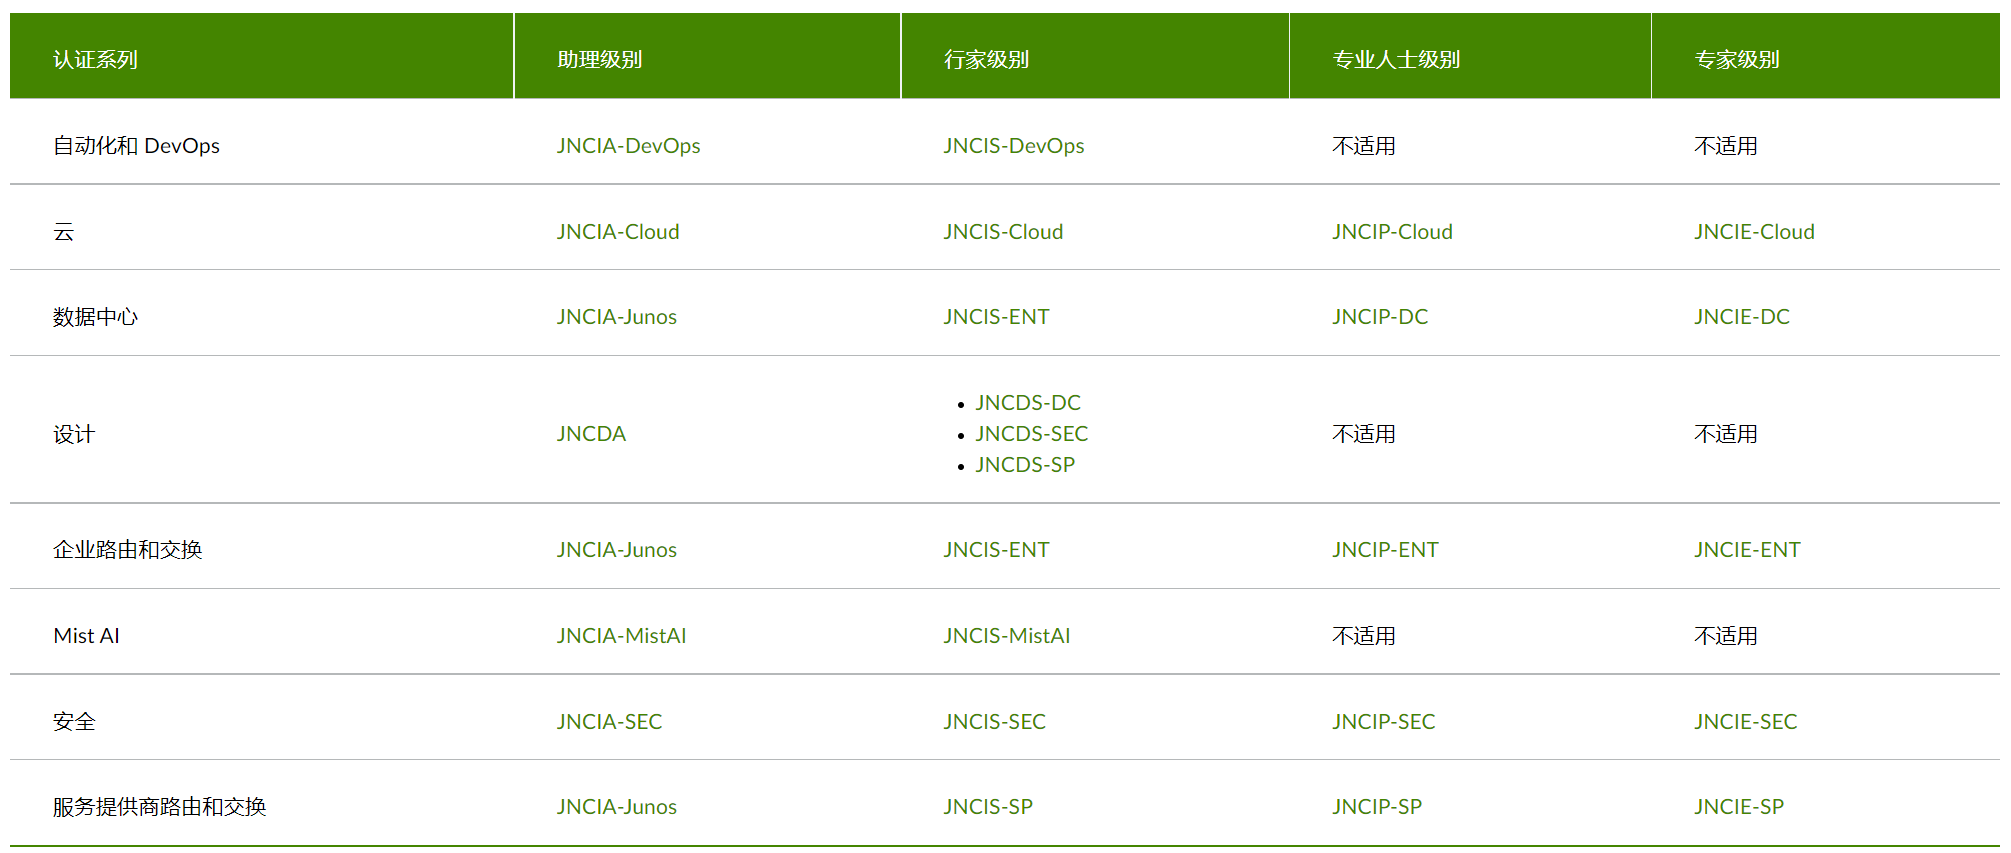 认证系列 助理级别 行家级别 专业人士级别 专家级别
自动化和 DevOps JNCIA-DevOps JNCIS-DevOps 不适用 不适用
云 JNCIA-Cloud JNCIS-Cloud JNCIP-Cloud JNCIE-Cloud
数据中心 JNCIA-Junos JNCIS-ENT JNCIP-DC JNCIE-DC
• JNCDS-DC
设计 JNCDA • JNCDS-SEC 不适用 不适用
• JNCDS-SP
企业路由和交换 JNCIA-Junos JNCIS-ENT JNCIP-ENT JNCIE-ENT
Mist AI JNCIA-MistAI JNCIS-MistAI 不适用 不适用
安全 JNCIA-SEC JNCIS-SEC JNCIP-SEC JNCIE-SEC
服务提供商路由和交换 JNCIA-Junos JNCIS-SP JNCIP-SP JNCIE-SP